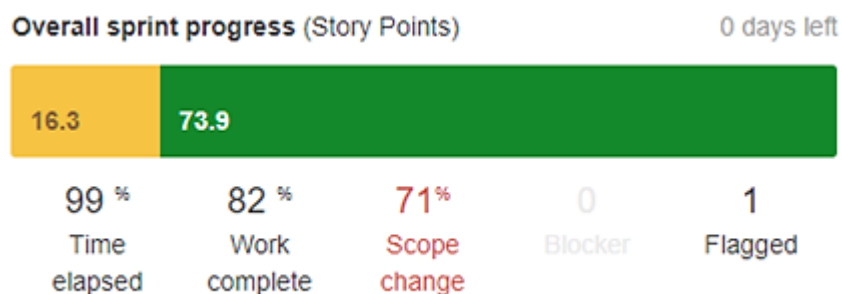 Overall sprint progress (Story Points) 0 days left
16.3 73.9
99 % 82 % 71% 0 1
Time Work Scope Blocker Flagged
elapsed complete change